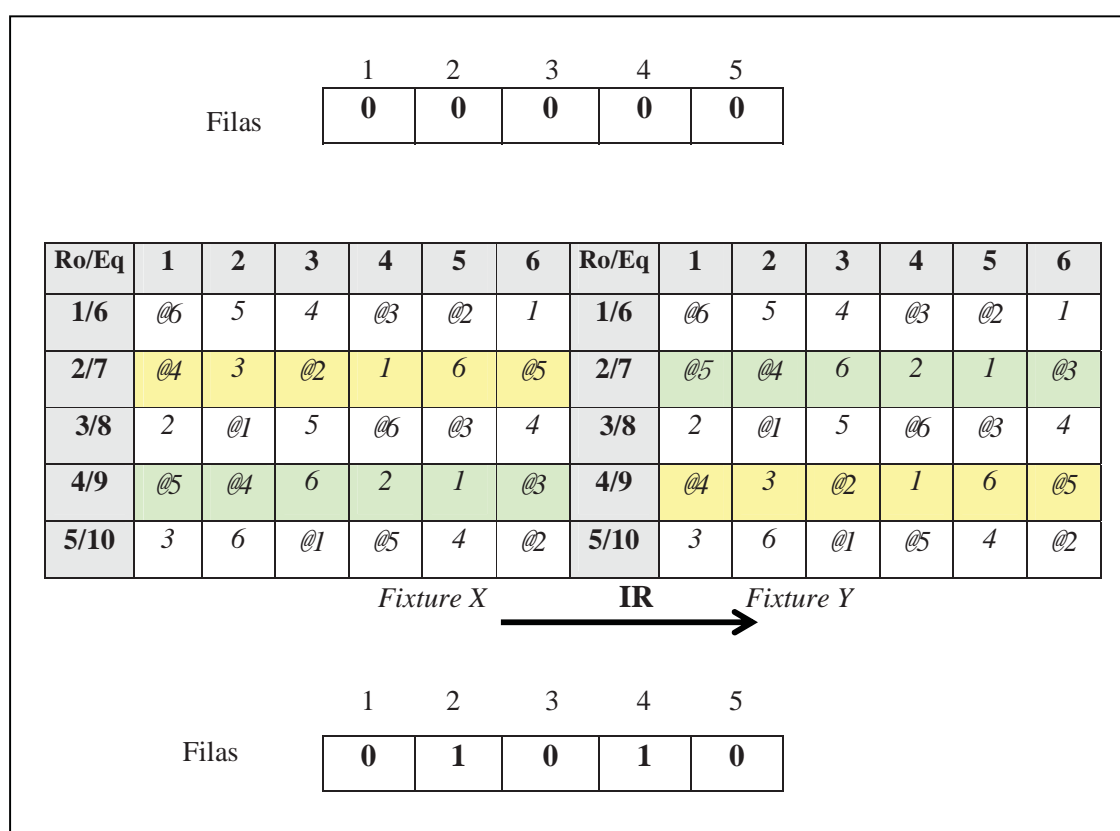 1 2 3 4 5
Filas 0 0 0 0 0
Ro/Eq 1 2 3 4 5 6 Ro/Eq 1 2 3 4 5 6
1/6 @6 5 4 @3 @2 1 1/6 @6 5 4 @3 @2 1
2/7 @4 3 @2 1 6 @5 2/7 @5 @4 6 2 1 @3
3/8 2 @1 5 @6 @3 4 3/8 2 @1 5 @6 @3 4
4/9 @5 @4 6 2 1 @3 4/9 @4 3 @2 1 6 @5
5/10 3 6 @1 @5 4 @2 5/10 3 6 @1 @5 4 @2
Fixture X IR Fixture Y
1 2 3 4 5
Filas 0 1 0 1 0